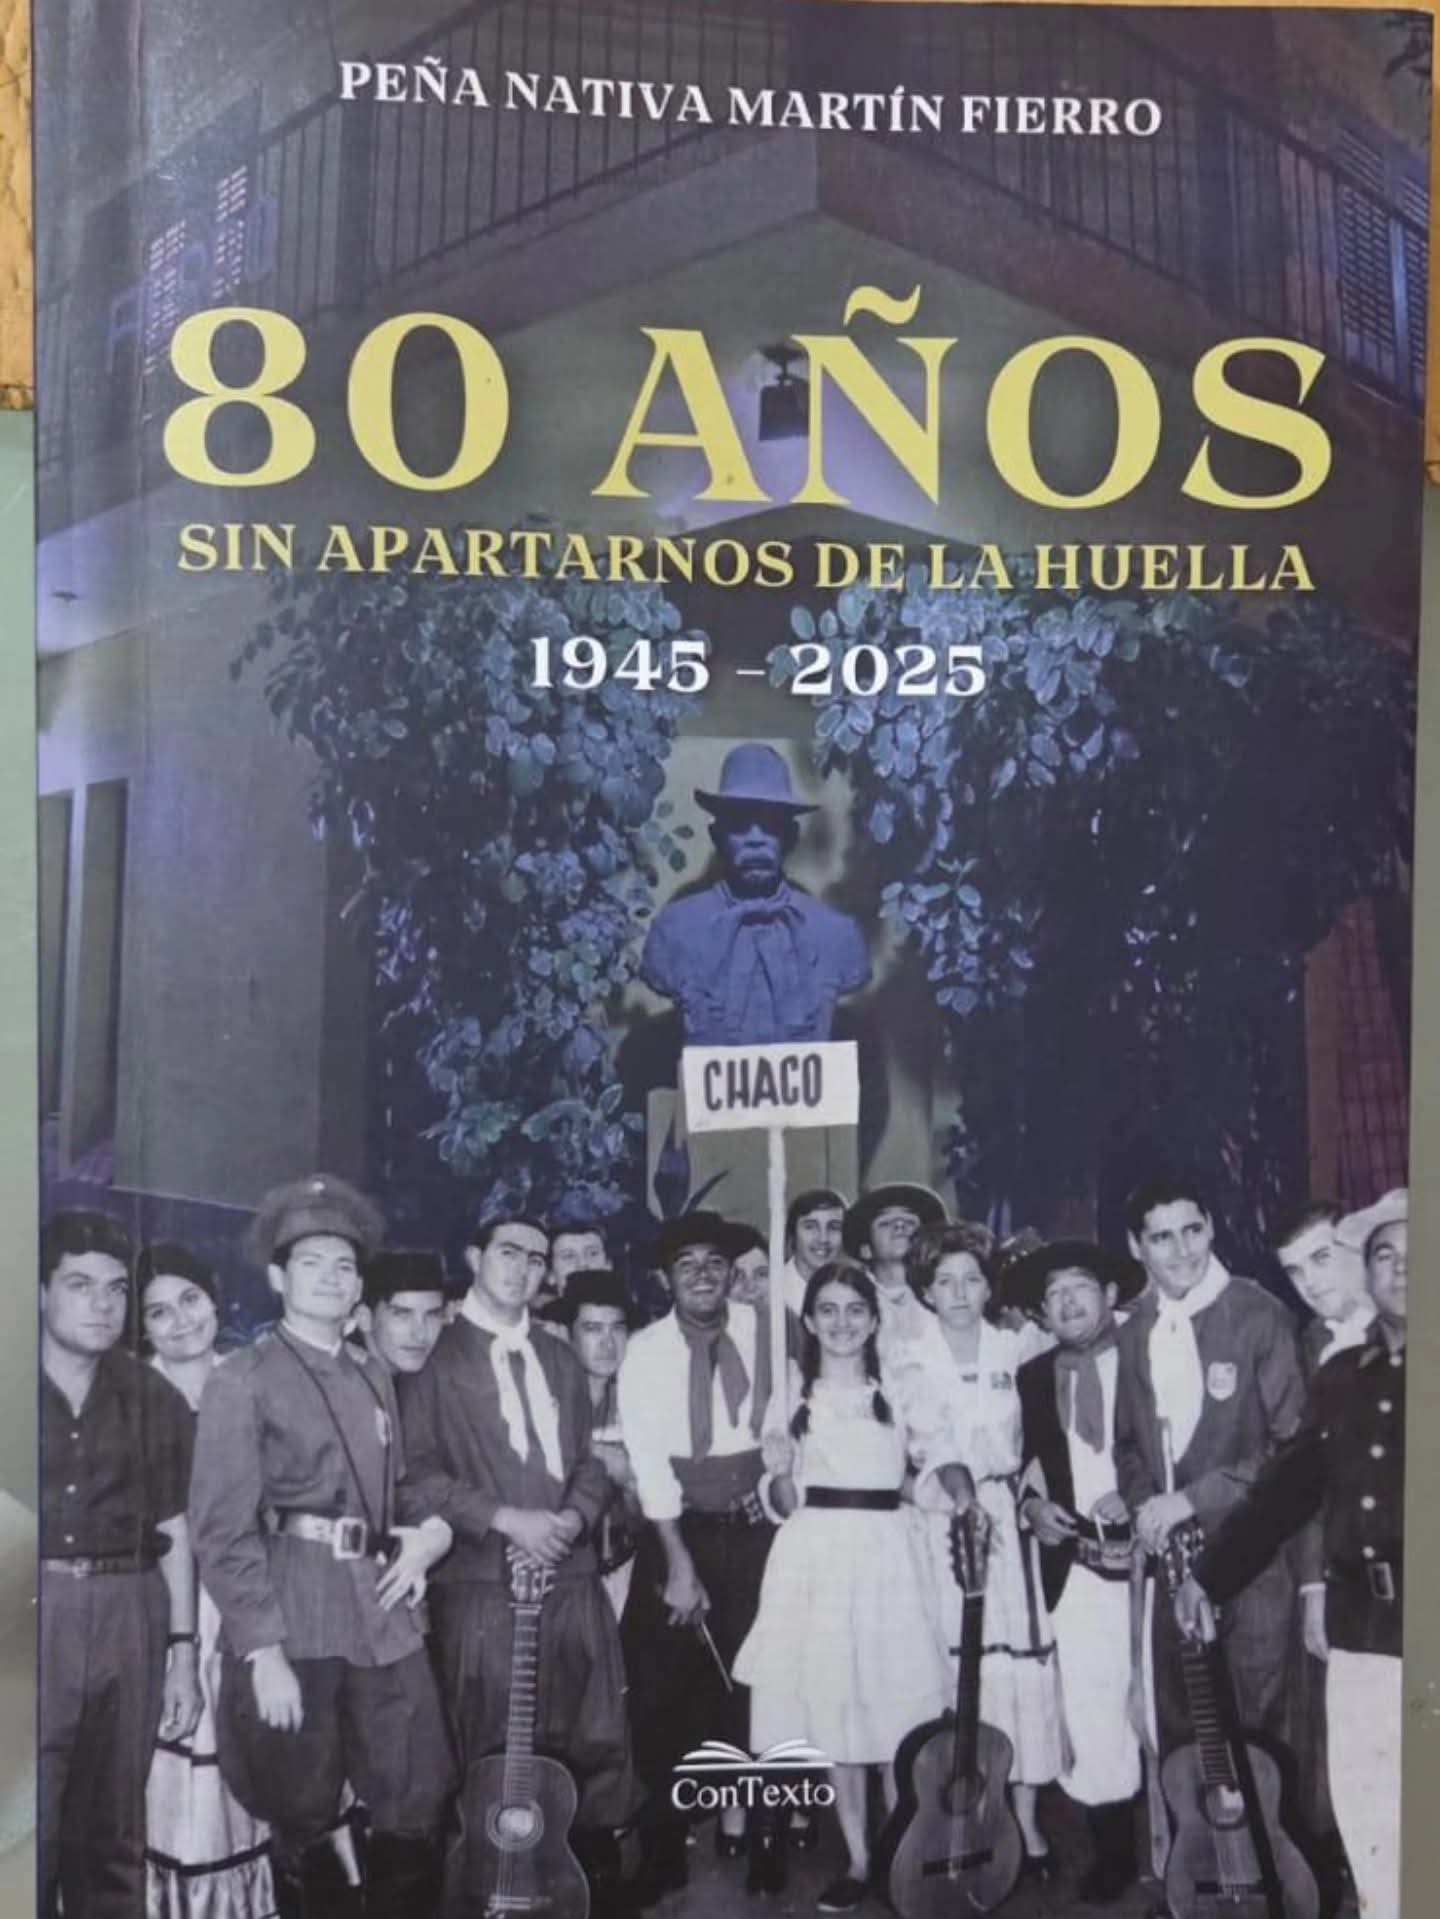 PEÑA NATIVA MARTÍN FIERRO
80 AÑOS
SIN APARTARNOS DE LA HUELLA
1945 – 2025
CHACO
ConTexto